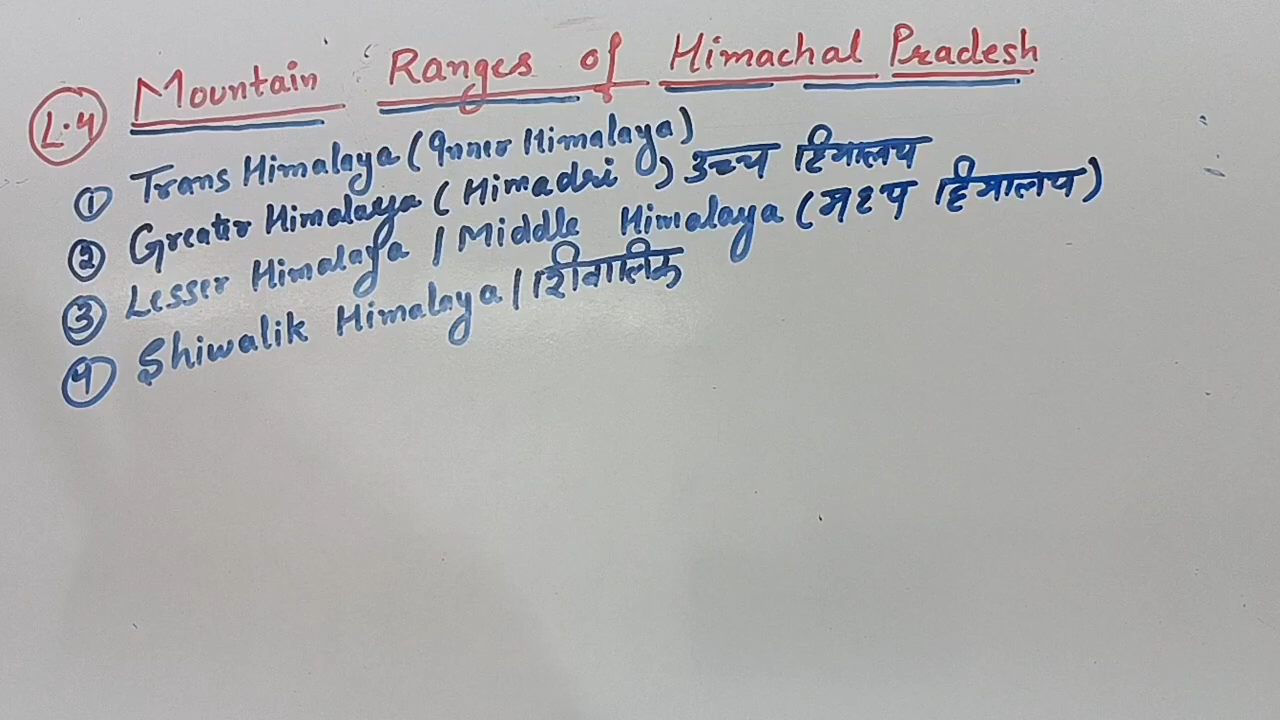 L.4 Mountain Ranges of Himachal Pradesh
① Trans Himalaya (Inner Himalaya)
② Greater Himalaya (Himadri) उच्च हिमालय
③ Lesser Himalaya / Middle Himalaya (मध्य हिमालय)
④ Shiwalik Himalaya / शिवालिक